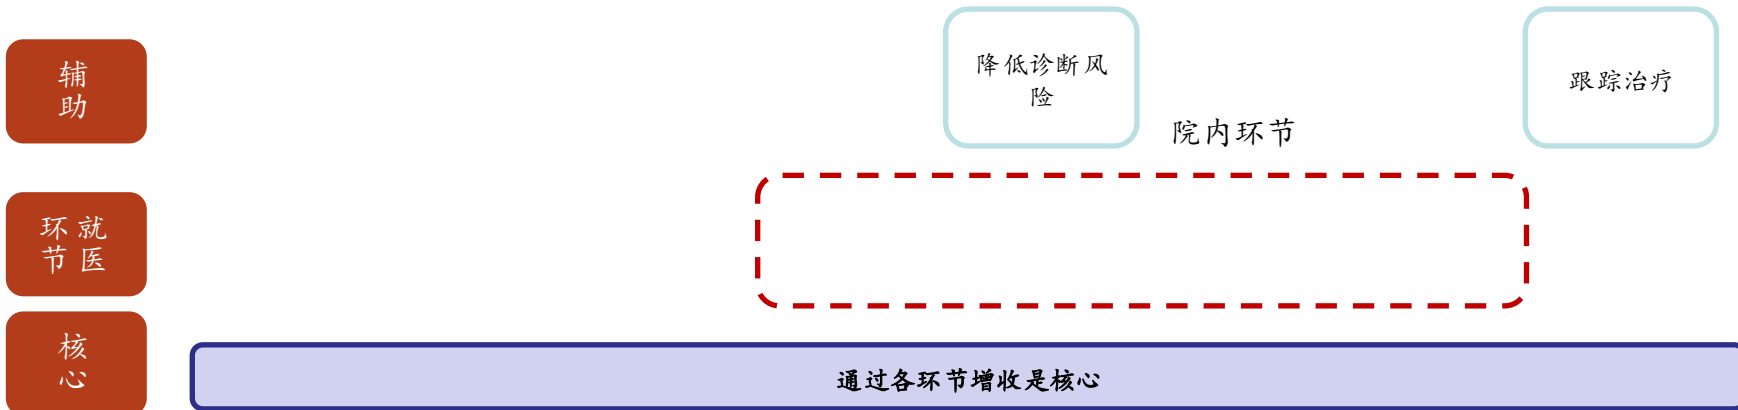 辅
助
降低诊断风
险
跟踪治疗
院内环节
环就
节医
核
心
通过各环节增收是核心